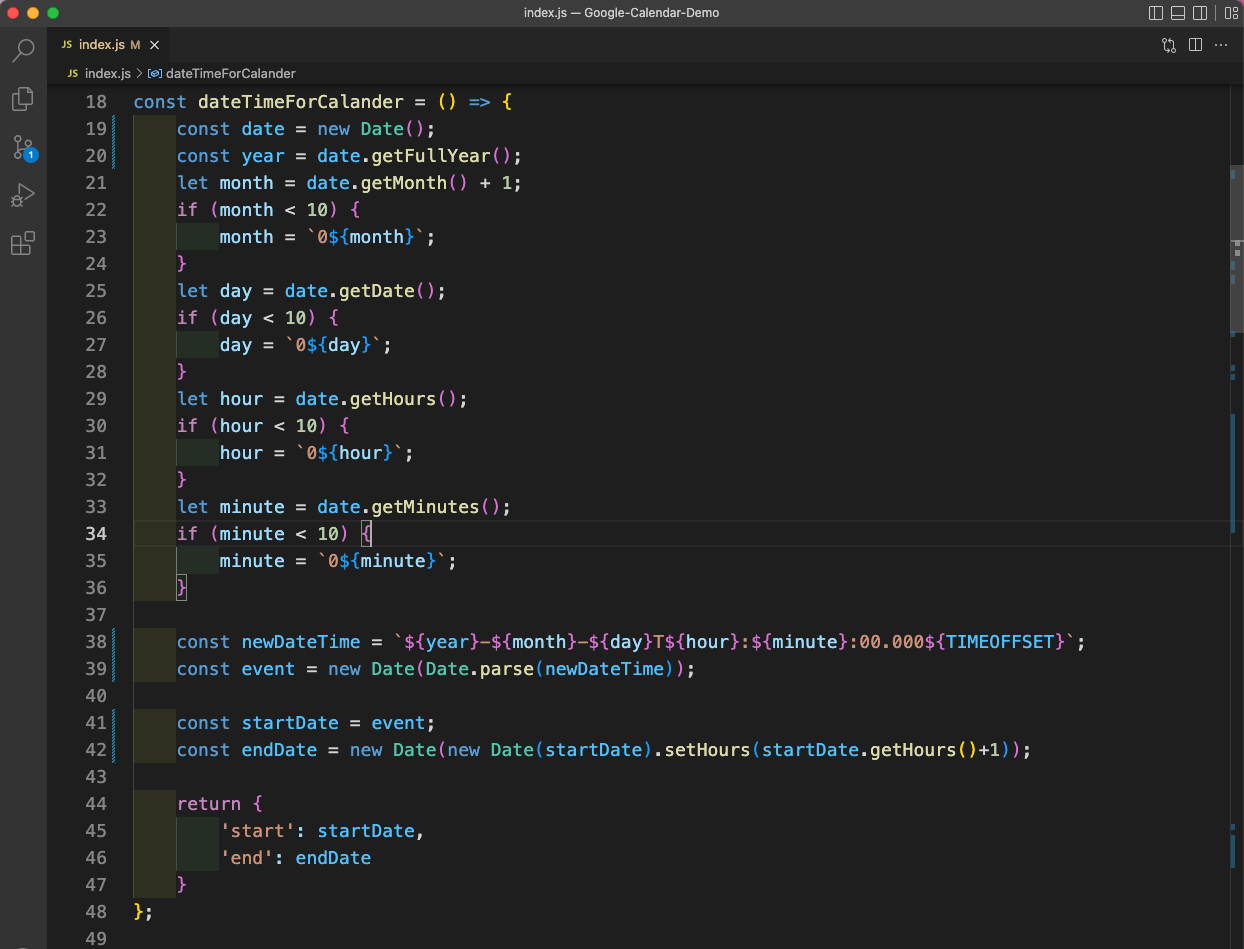 index.js — Google-Calendar-Demo
JS index.js M
JS index.js > dateTimeForCalander
1
18 const dateTimeForCalander = () => {
19 const date = new Date();
20 const year = date.getFullYear();
21 let month = date.getMonth() + 1;
22 if (month < 10) {
23 month = `0${month}`;
24 }
25 let day = date.getDate();
26 if (day < 10) {
27 day = `0${day}`;
28 }
29 let hour = date.getHours();
30 if (hour < 10) {
31 hour = `0${hour}`;
32 }
33 let minute = date.getMinutes();
34 if (minute < 10) {
35 minute = `0${minute}`;
36 }
37
38 const newDateTime = `${year}-${month}-${day}T${hour}:${minute}:00.000${TIMEOFFSET}`;
39 const event = new Date(Date.parse(newDateTime));
40
41 const startDate = event;
42 const endDate = new Date(new Date(startDate).setHours(startDate.getHours()+1));
43
44 return {
45 'start': startDate,
46 'end': endDate
47 }
48 };
49